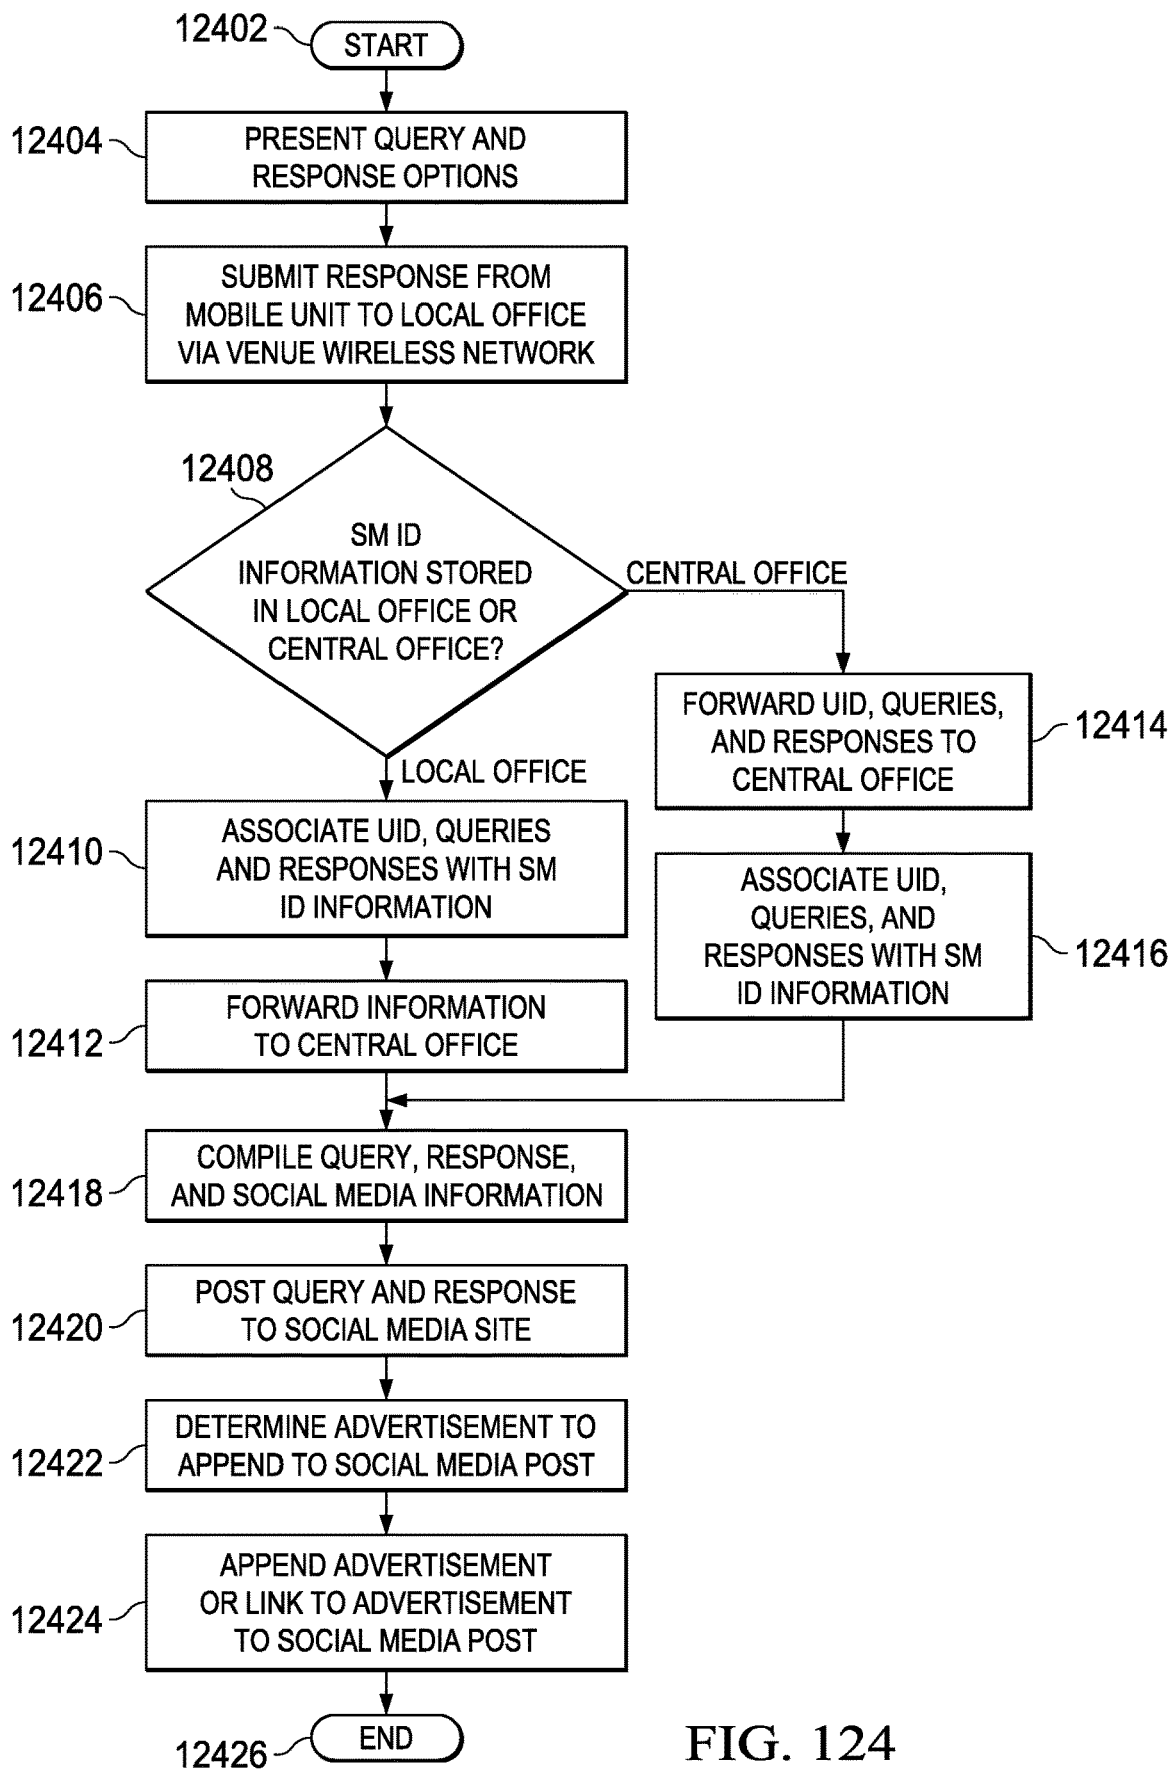 12402
START
12404
PRESENT QUERY AND
RESPONSE OPTIONS
12406
SUBMIT RESPONSE FROM
MOBILE UNIT TO LOCAL OFFICE
VIA VENUE WIRELESS NETWORK
12408
SM ID
INFORMATION STORED
IN LOCAL OFFICE OR
CENTRAL OFFICE?
CENTRAL OFFICE
LOCAL OFFICE
12410
ASSOCIATE UID, QUERIES
AND RESPONSES WITH SM
ID INFORMATION
12412
FORWARD INFORMATION
TO CENTRAL OFFICE
FORWARD UID, QUERIES,
AND RESPONSES TO
CENTRAL OFFICE
12414
ASSOCIATE UID,
QUERIES, AND
RESPONSES WITH SM
ID INFORMATION
12416
12418
COMPILE QUERY, RESPONSE,
AND SOCIAL MEDIA INFORMATION
12420
POST QUERY AND RESPONSE
TO SOCIAL MEDIA SITE
12422
DETERMINE ADVERTISEMENT TO
APPEND TO SOCIAL MEDIA POST
12424
APPEND ADVERTISEMENT
OR LINK TO ADVERTISEMENT
TO SOCIAL MEDIA POST
12426
END
FIG. 124